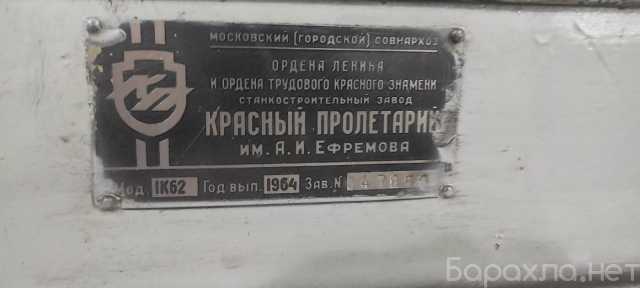 МОСКОВСКИЙ (ГОРОДСКОЙ) СОВНАРХОЗ
ОРДЕНА ЛЕНИНА
И ОРДЕНА ТРУДОВОГО КРАСНОГО ЗНАМЕНИ
СТАНКОСТРОИТЕЛЬНЫЙ ЗАВОД
КРАСНЫЙ ПРОЛЕТАРИЙ
ИМ. А.И. ЕФРЕМОВА
Мод. 1К62 Год вып. 1964 Зав. №
Барахла.нет